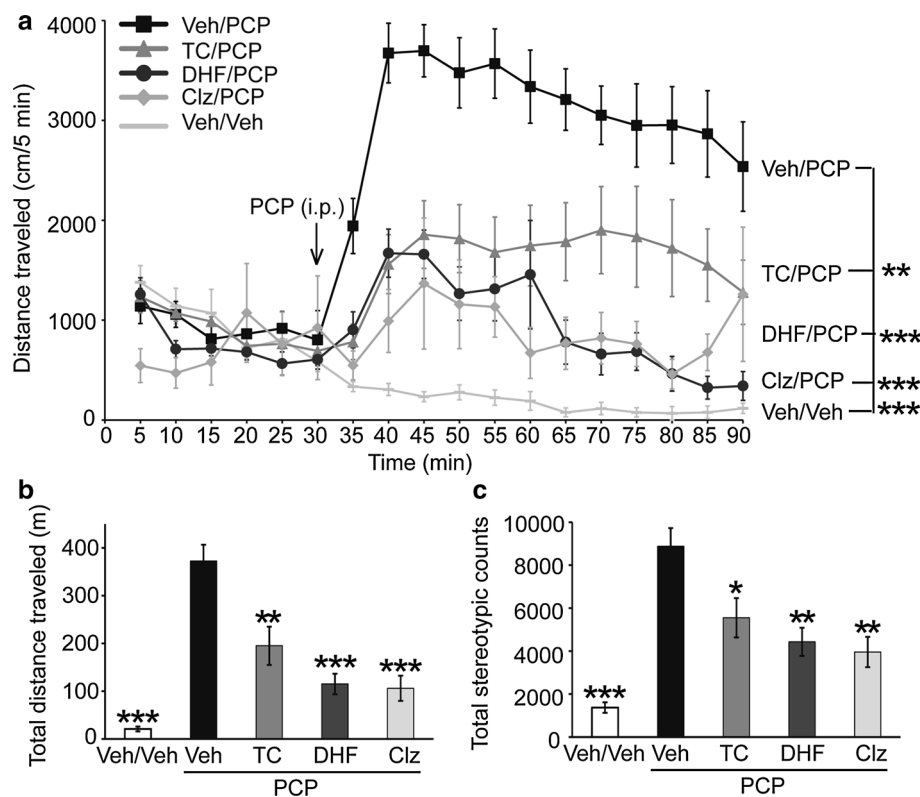 a
4000
3000
2000
1000
0
Distance traveled (cm/5 min)
Veh/PCP
TC/PCP
DHF/PCP
Clz/PCP
Veh/Veh
PCP (i.p.)
Veh/PCP
TC/PCP
**
DHF/PCP
***
Clz/PCP
***
Veh/Veh
***
0 5 10 15 20 25 30 35 40 45 50 55 60 65 70 75 80 85 90
Time (min)
b
Total distance traveled (m)
400
300
200
100
0
***
**
***
***
Veh/Veh Veh TC DHF Clz
PCP
c
Total stereotypic counts
10000
8000
6000
4000
2000
0
***
*
**
**
Veh/Veh Veh TC DHF Clz
PCP